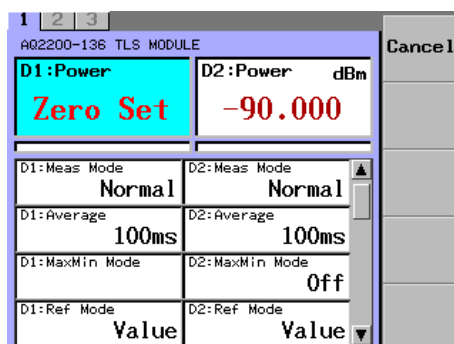 1 2 3
AQ2200-136 TLS MODULE
Cancel
D1:Power D2:Power dBm
Zero Set -90.000
D1:Meas Mode D2:Meas Mode
Normal Normal
D1:Average D2:Average
100ms 100ms
D1:MaxMin Mode D2:MaxMin Mode
Off
D1:Ref Mode D2:Ref Mode
Value Value